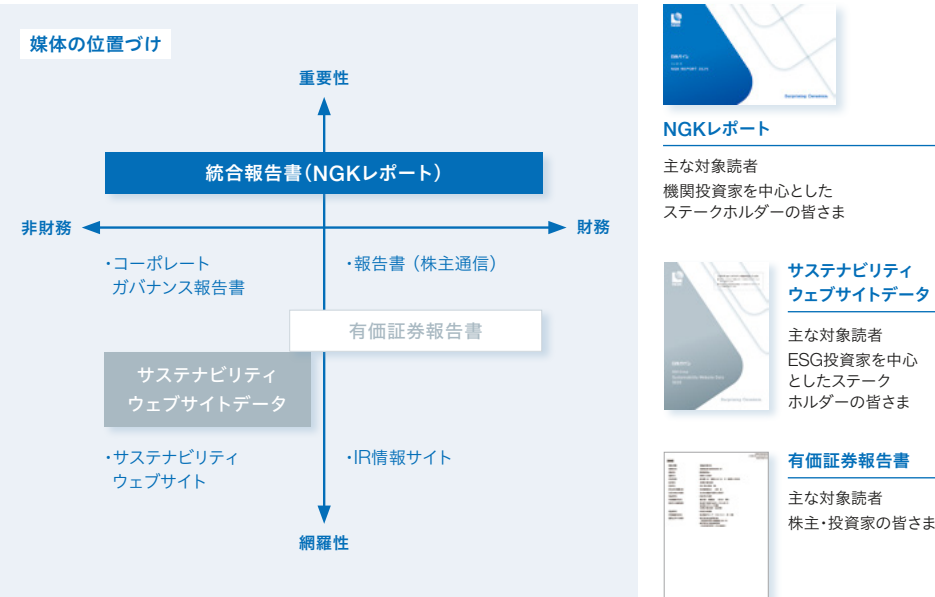 媒体の位置づけ
重要性
統合報告書（NGKレポート）
非財務
財務
・コーポレート
ガバナンス報告書
・報告書（株主通信）
有価証券報告書
サステナビリティ
ウェブサイトデータ
・サステナビリティ
ウェブサイト
・IR情報サイト
網羅性
NGKレポート
主な対象読者
機関投資家を中心とした
ステークホルダーの皆さま
サステナビリティ
ウェブサイトデータ
主な対象読者
ESG投資家を中心
としたステーク
ホルダーの皆さま
有価証券報告書
主な対象読者
株主・投資家の皆さま